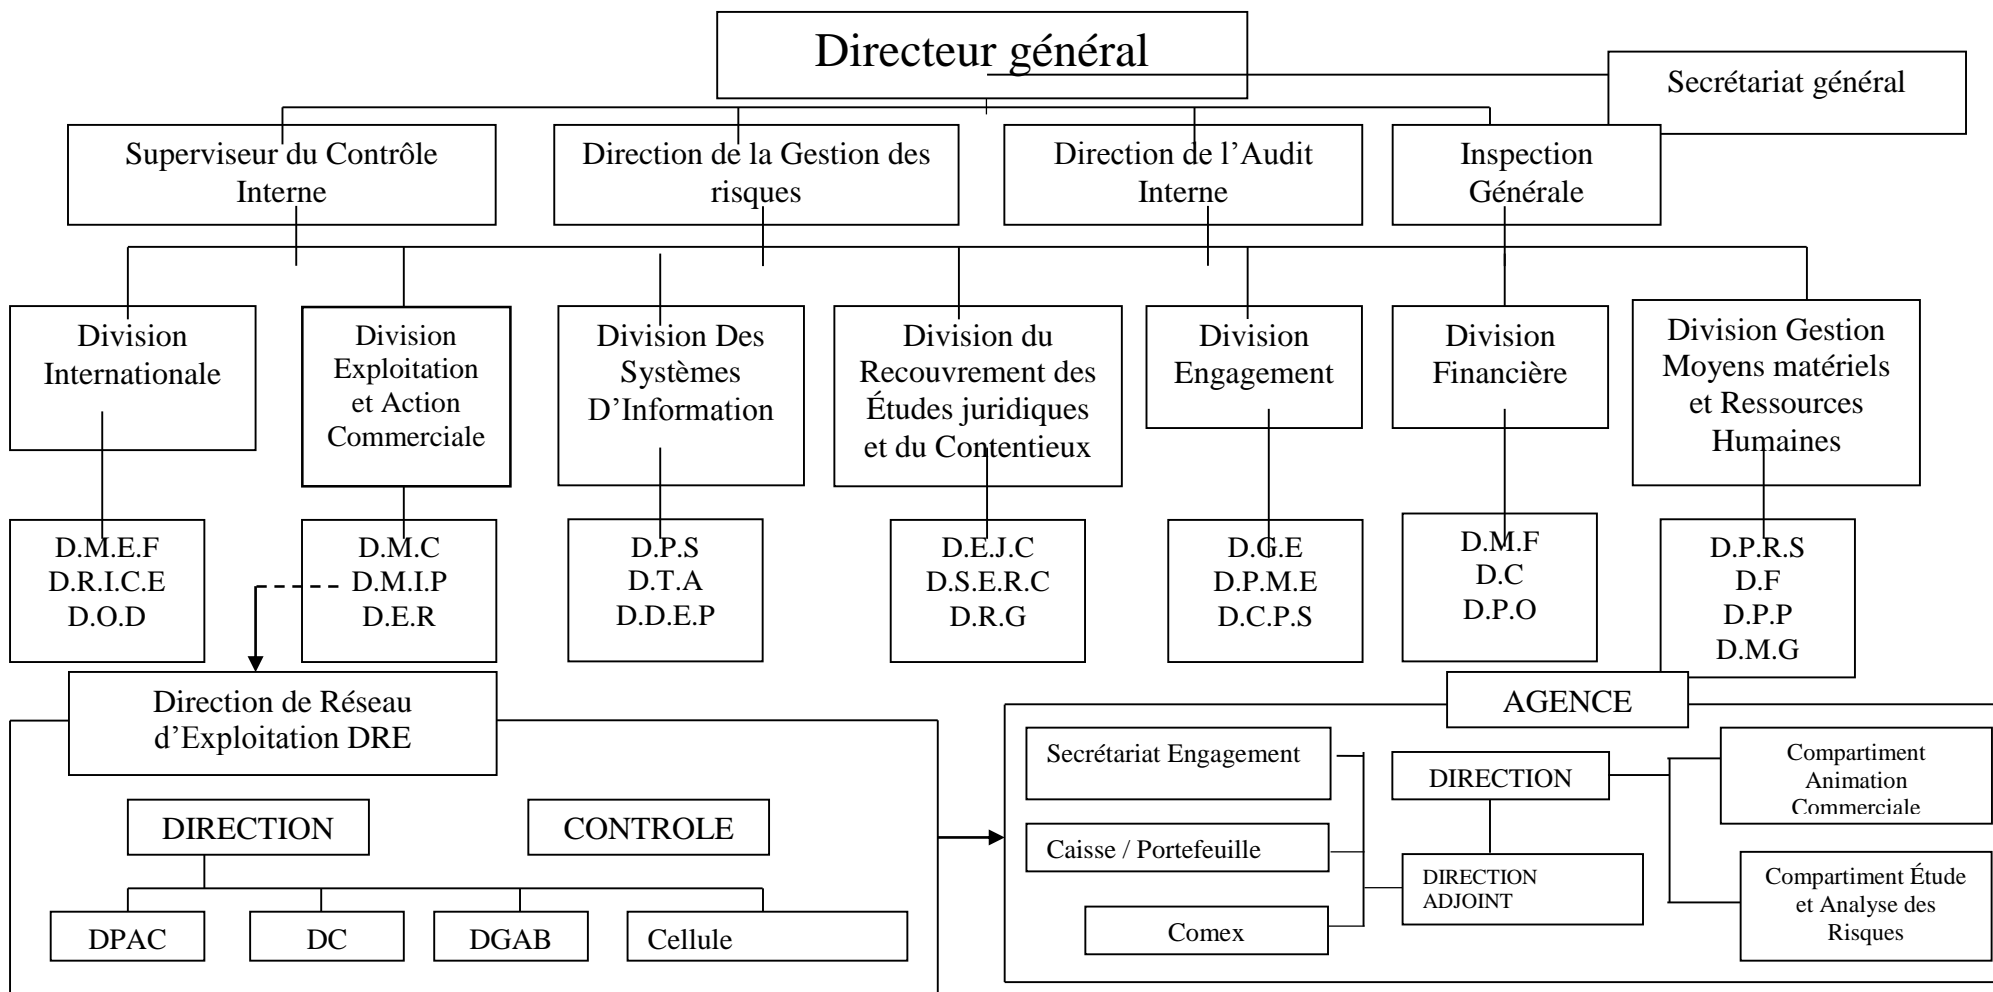 Directeur général
Secrétariat général
Superviseur du Contrôle
Interne
Direction de la Gestion des
risques
Direction de l’Audit
Interne
Inspection
Générale
Division
Internationale
Division
Exploitation
et Action
Commerciale
Division Des
Systèmes
D’Information
Division du
Recouvrement des
Études juridiques
et du Contentieux
Division
Engagement
Division
Financière
Division Gestion
Moyens matériels
et Ressources
Humaines
D.M.E.F
D.R.I.C.E
D.O.D
D.M.C
D.M.I.P
D.E.R
D.P.S
D.T.A
D.D.E.P
D.E.J.C
D.S.E.R.C
D.R.G
D.G.E
D.P.M.E
D.C.P.S
D.M.F
D.C
D.P.O
D.P.R.S
D.F
D.P.P
D.M.G
Direction de Réseau
d’Exploitation DRE
DIRECTION
CONTROLE
DPAC
DC
DGAB
Cellule
AGENCE
Secrétariat Engagement
Caisse / Portefeuille
Comex
DIRECTION
DIRECTION
ADJOINT
Compartiment
Animation
Commerciale
Compartiment Étude
et Analyse des
Risques